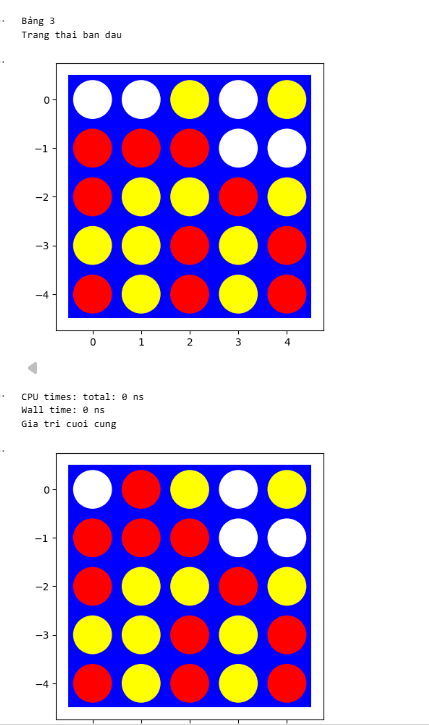 Bảng 3
Trang thai ban dau
0
−1
−2
−3
−4
0 1 2 3 4
CPU times: total: 0 ns
Wall time: 0 ns
Gia tri cuoi cung
0
−1
−2
−3
−4